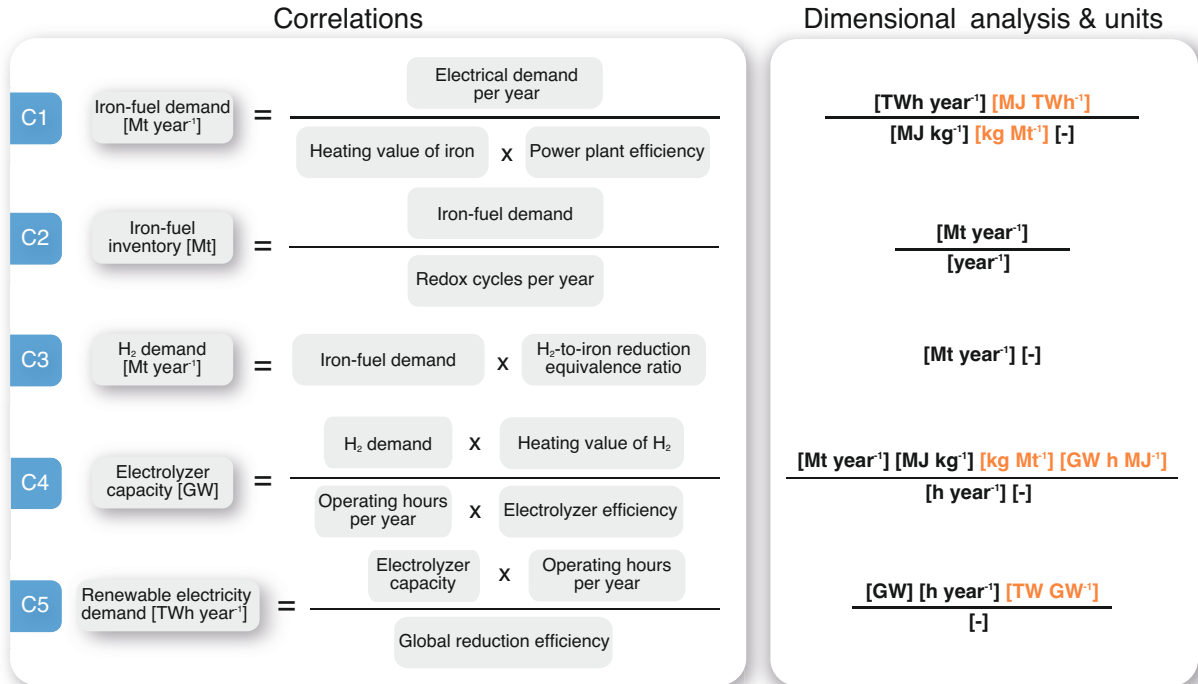 Correlations
Dimensional analysis & units
C1
Iron-fuel demand
[Mt year⁻¹]
=
Electrical demand
per year
Heating value of iron x Power plant efficiency
[TWh year⁻¹] [MJ TWh⁻¹]
[MJ kg⁻¹] [kg Mt⁻¹] [-]
C2
Iron-fuel
inventory [Mt]
=
Iron-fuel demand
Redox cycles per year
[Mt year⁻¹]
[year⁻¹]
C3
H₂ demand
[Mt year⁻¹]
=
Iron-fuel demand x H₂-to-iron reduction
equivalence ratio
[Mt year⁻¹] [-]
C4
Electrolyzer
capacity [GW]
=
H₂ demand x Heating value of H₂
Operating hours
per year
x Electrolyzer efficiency
[Mt year⁻¹] [MJ kg⁻¹] [kg Mt⁻¹] [GW h MJ⁻¹]
[h year⁻¹] [-]
C5
Renewable electricity
demand [TWh year⁻¹]
=
Electrolyzer
capacity
x
Operating hours
per year
Global reduction efficiency
[GW] [h year⁻¹] [TW GW⁻¹]
[-]